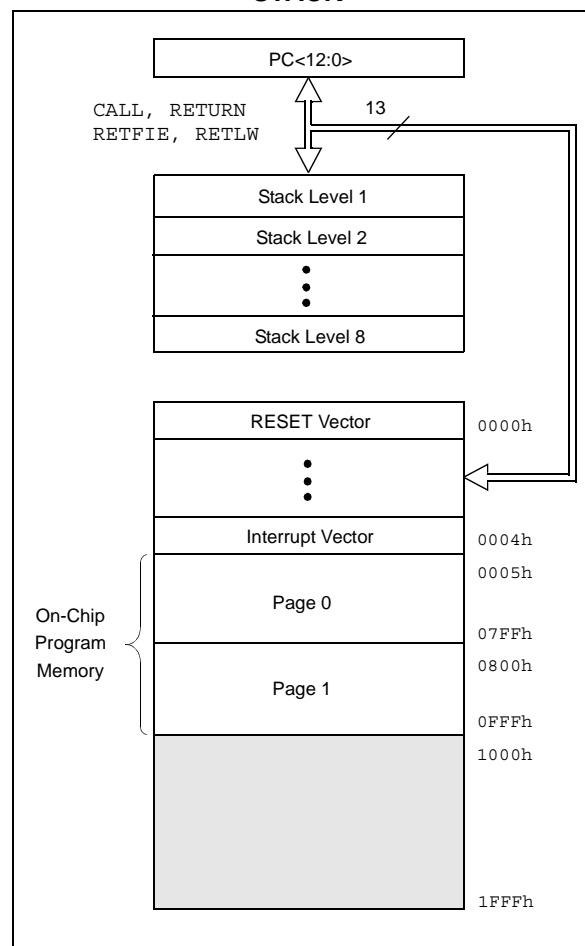 PC<12:0>
CALL, RETURN
RETFIE, RETLW
13
Stack Level 1
Stack Level 2
Stack Level 8
RESET Vector
0000h
Interrupt Vector
0004h
0005h
On-Chip
Program
Memory
Page 0
07FFh
0800h
Page 1
0FFFh
1000h
1FFFh